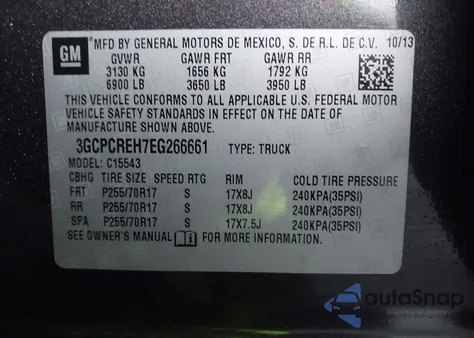 GM *MFD BY GENERAL MOTORS DE MEXICO, S. DE R.L. DE C.V. 10/13
GVWR GAWR FRT GAWR RR
3130 KG 1656 KG 1792 KG
6900 LB 3650 LB 3950 LB
THIS VEHICLE CONFORMS TO ALL APPLICABLE U.S. FEDERAL MOTOR
VEHICLE SAFETY STANDARDS IN EFFECT ON THE DATE OF
MANUFACTURE SHOWN ABOVE.
3GCPCREH7EG266661 TYPE: TRUCK
MODEL: C15543
CBHG TIRE SIZE SPEED RTG RIM COLD TIRE PRESSURE
FRT P255/70R17 S 17X8J 240KPA(35PSI)
RR P255/70R17 S 17X8J 240KPA(35PSI)
SPA P255/70R17 S 17X7.5J 240KPA(35PSI)
SEE OWNER'S MANUAL FOR MORE INFORMATION.
autoSnap